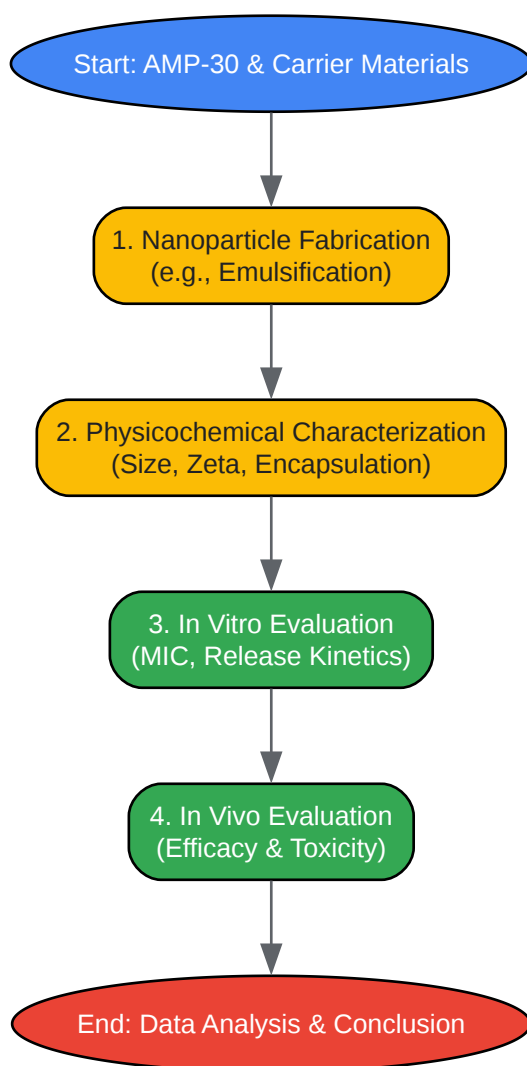 Start: AMP-30 & Carrier Materials
1. Nanoparticle Fabrication
(e.g., Emulsification)
2. Physicochemical Characterization
(Size, Zeta, Encapsulation)
3. In Vitro Evaluation
(MIC, Release Kinetics)
4. In Vivo Evaluation
(Efficacy & Toxicity)
End: Data Analysis & Conclusion